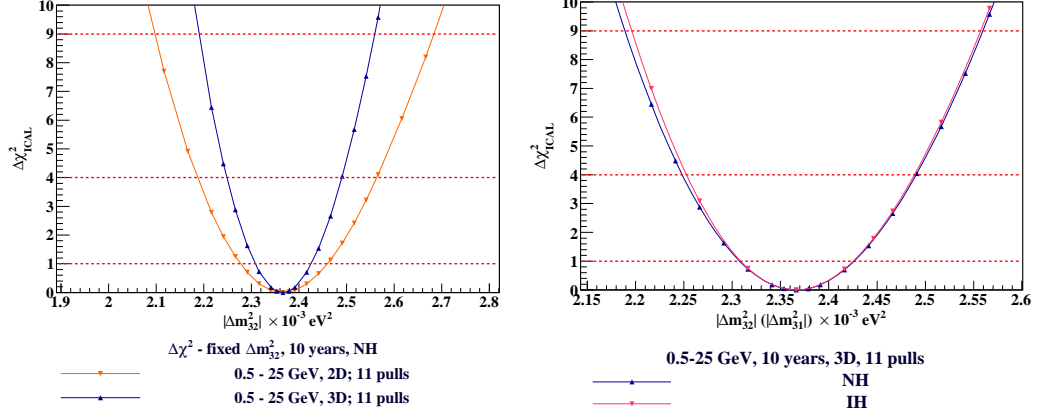 10
9
8
7
6
5
4
3
2
1
0
Δχ²ICAL
1.9 2 2.1 2.2 2.3 2.4 2.5 2.6 2.7 2.8
|Δm²32| × 10⁻³ eV²
Δχ² - fixed Δm²32, 10 years, NH
0.5 - 25 GeV, 2D; 11 pulls
0.5 - 25 GeV, 3D; 11 pulls
10
9
8
7
6
5
4
3
2
1
0
Δχ²ICAL
2.15 2.2 2.25 2.3 2.35 2.4 2.45 2.5 2.55 2.6
|Δm²32| (|Δm²31|) × 10⁻³ eV²
0.5-25 GeV, 10 years, 3D, 11 pulls
NH
IH